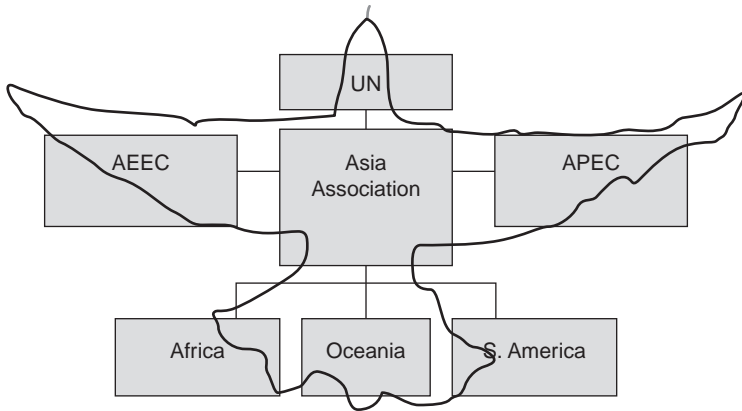 UN
AEEC
Asia
Association
APEC
Africa
Oceania
S. America